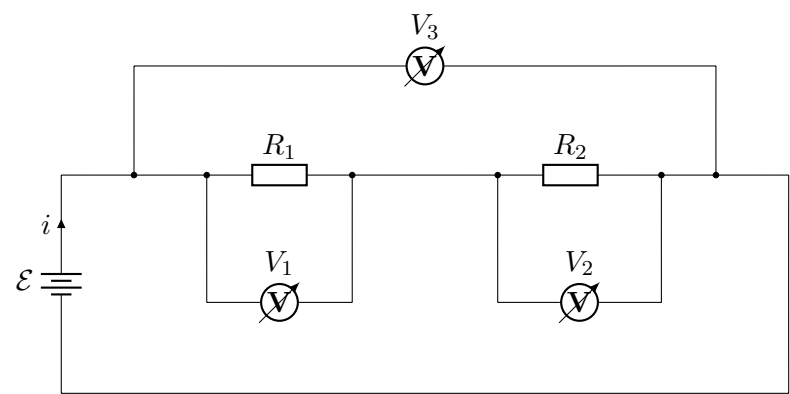 V₃
V
R₁
R₂
i
V₁
V₂
ℰ
V
V